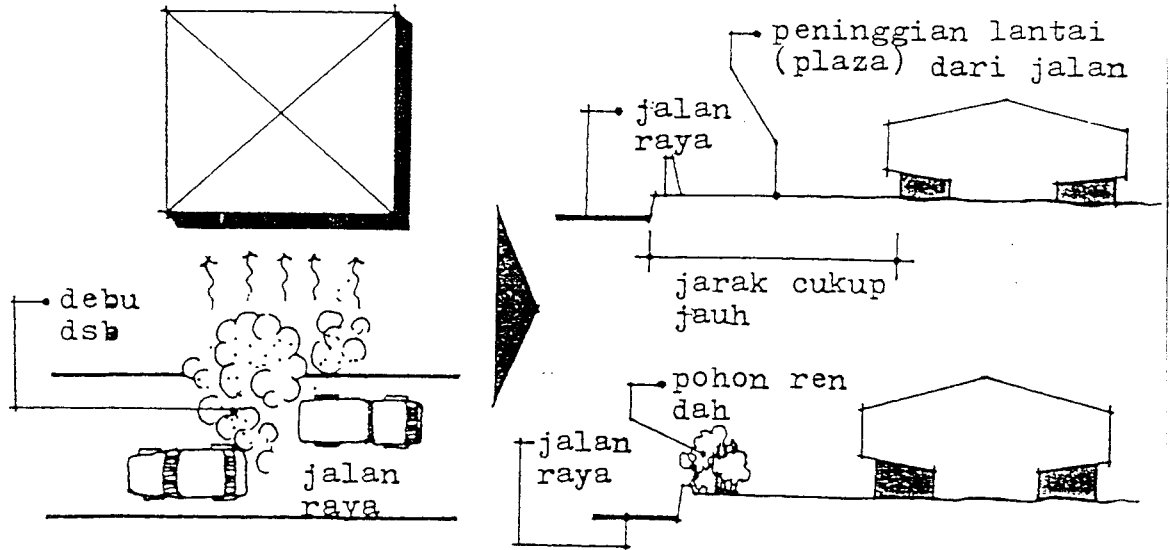 debu
dsb
jalan
raya
peninggian lantai
(plaza) dari jalan
jalan
raya
jarak cukup
jauh
pohon ren
dah
jalan
raya